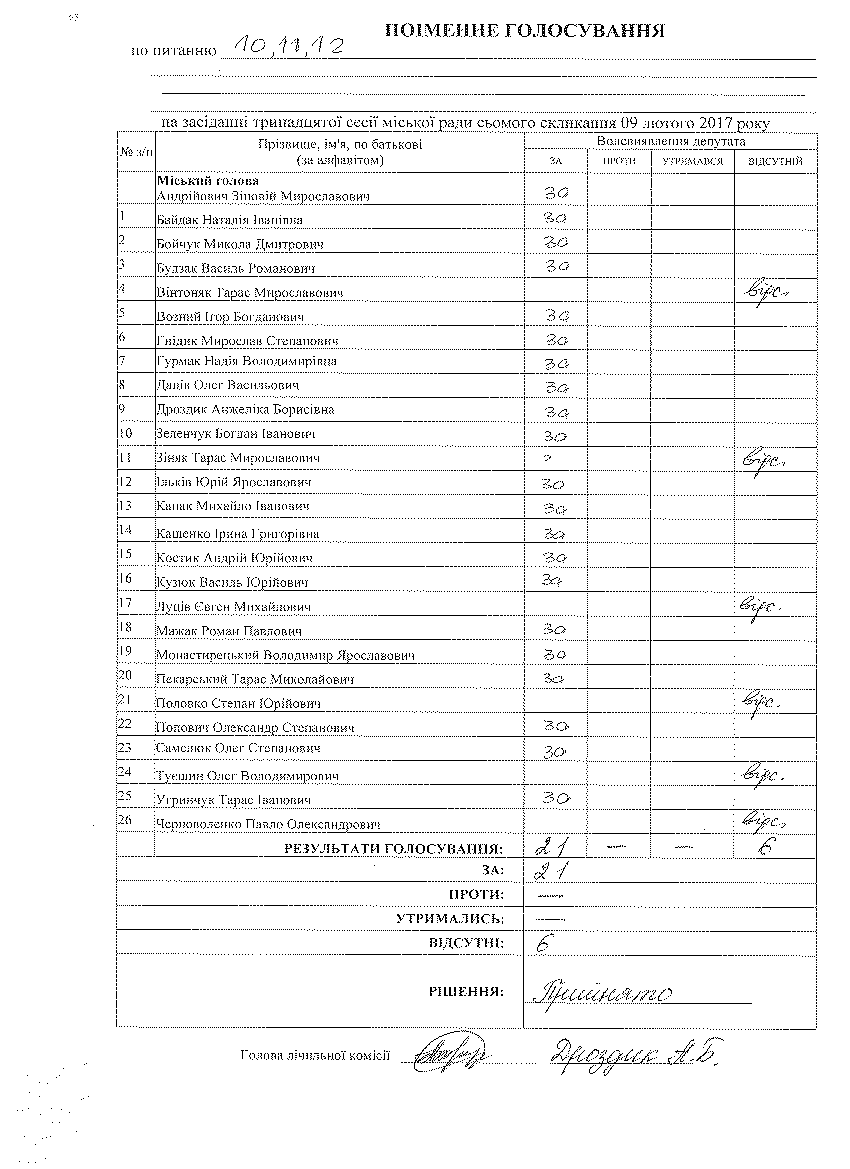 ПОІМЕННЕ ГОЛОСУВАННЯ
по питанню 10,11,12
на засіданні тринадцятої сесії міської ради сьомого скликання 09 лютого 2017 року
№ з/п Прізвище, ім'я, по батькові (за алфавітом) Волевиявлення депутата
ЗА ПРОТИ УТРИМАВСЯ ВІДСУТНІЙ
Міський голова
Андрійович Зіновій Мирославович за
1 Байдак Наталія Іванівна за
2 Бойчук Микола Дмитрович за
3 Будзак Василь Романович за
4 Вінтоняк Тарас Мирославович відс.
5 Возний Ігор Богданович за
6 Гнідик Мирослав Степанович за
7 Гурмак Надія Володимирівна за
8 Даців Олег Васильович за
9 Дроздик Анжеліка Борисівна за
10 Зеленчук Богдан Іванович за
11 Зіняк Тарас Мирославович відс.
12 Ільків Юрій Ярославович за
13 Капак Михайло Іванович за
14 Кащенко Ірина Григорівна за
15 Костик Андрій Юрійович за
16 Кузюк Василь Юрійович за
17 Луців Євген Михайлович відс.
18 Мажак Роман Павлович за
19 Монастирецький Володимир Ярославович за
20 Пекарський Тарас Миколайович за
21 Половко Степан Юрійович відс.
22 Попович Олександр Степанович за
23 Саменюк Олег Степанович за
24 Туєшин Олег Володимирович відс.
25 Угринчук Тарас Іванович за
26 Черноволенко Павло Олександрович відс.
РЕЗУЛЬТАТИ ГОЛОСУВАННЯ: 21 — — 6
ЗА: 21
ПРОТИ: —
УТРИМАЛИСЬ: —
ВІДСУТНІ: 6
РІШЕННЯ: Прийнято
Голова лічильної комісії Дроздик А.Б.